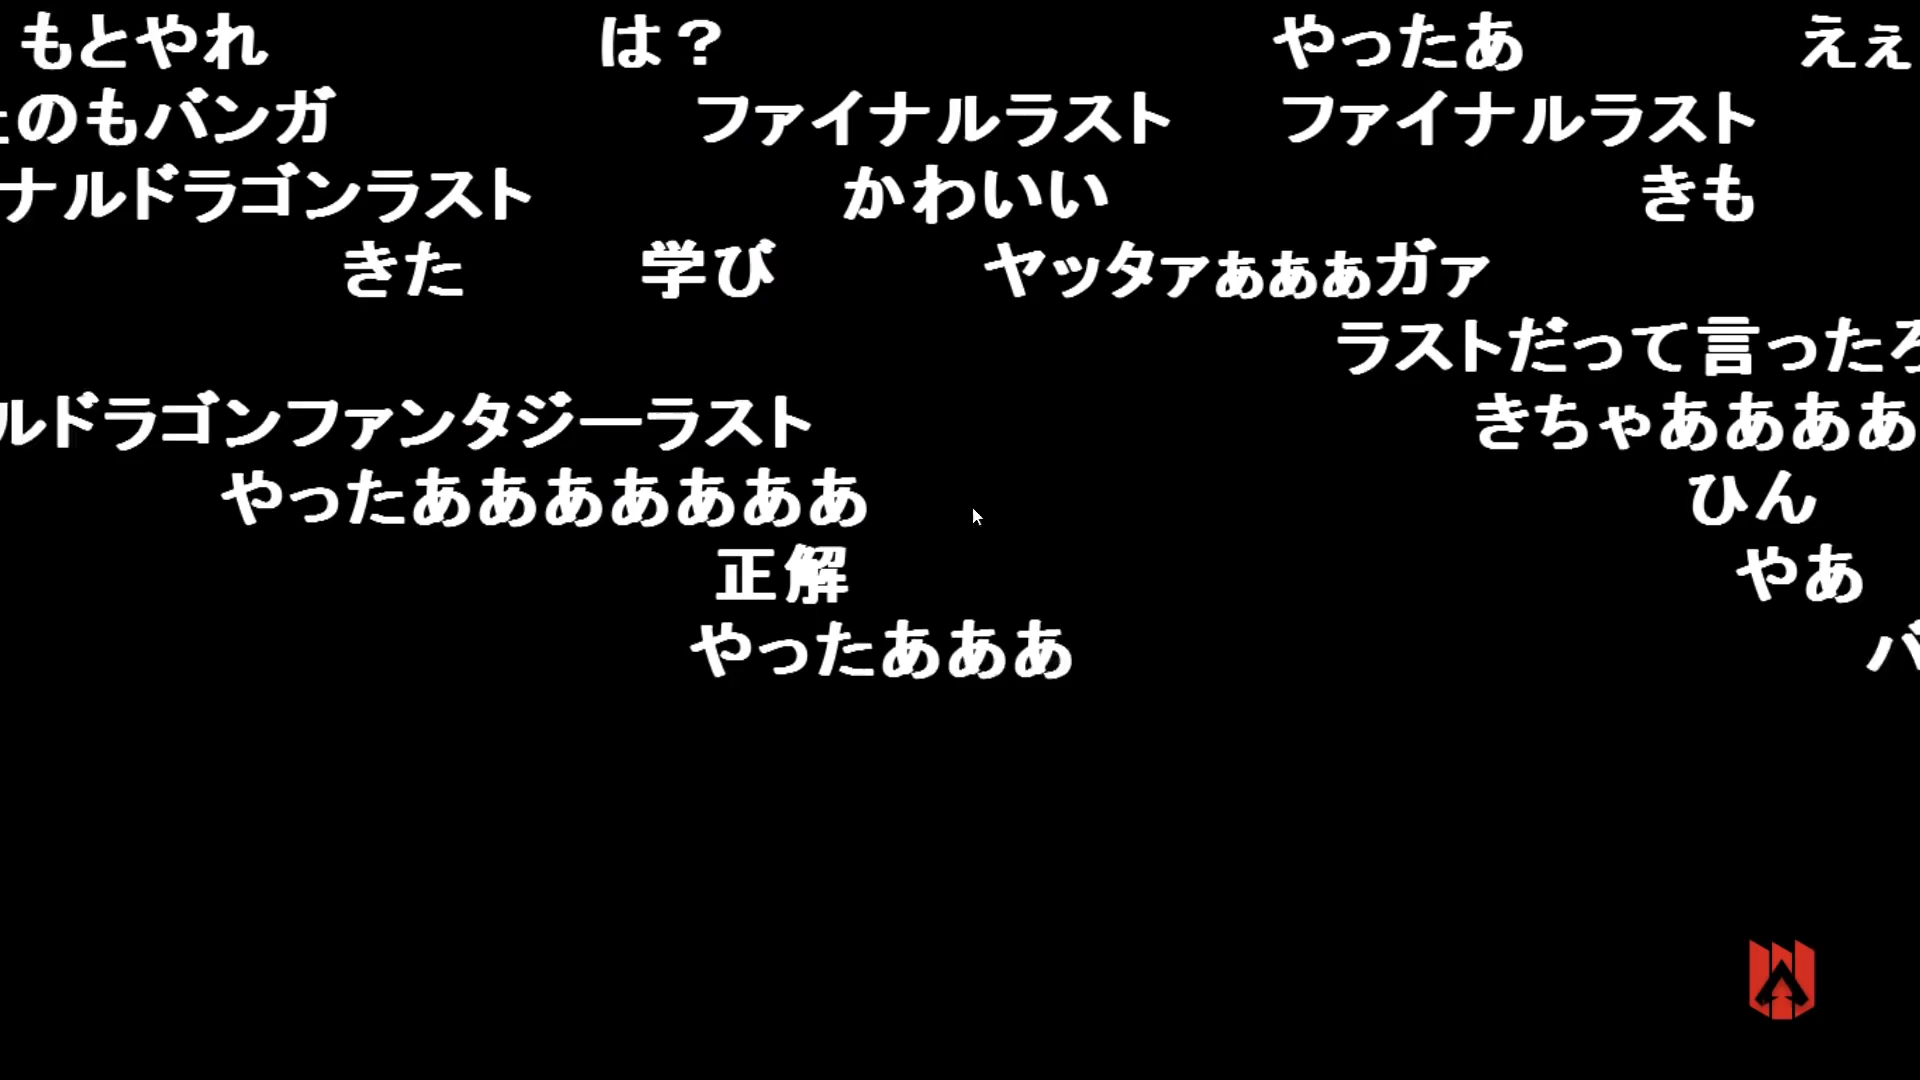 もとやれ は？ やったあ えぇ
のもバンガ ファイナルラスト ファイナルラスト
ナルドラゴンラスト かわいい きも
きた 学び ヤッタァぁぁぁガァ
ラストだって言ったろ
ルドラゴンファンタジーラスト きちゃああああ
やったあああああああ ひん
正解 やあ
やったあああ バ